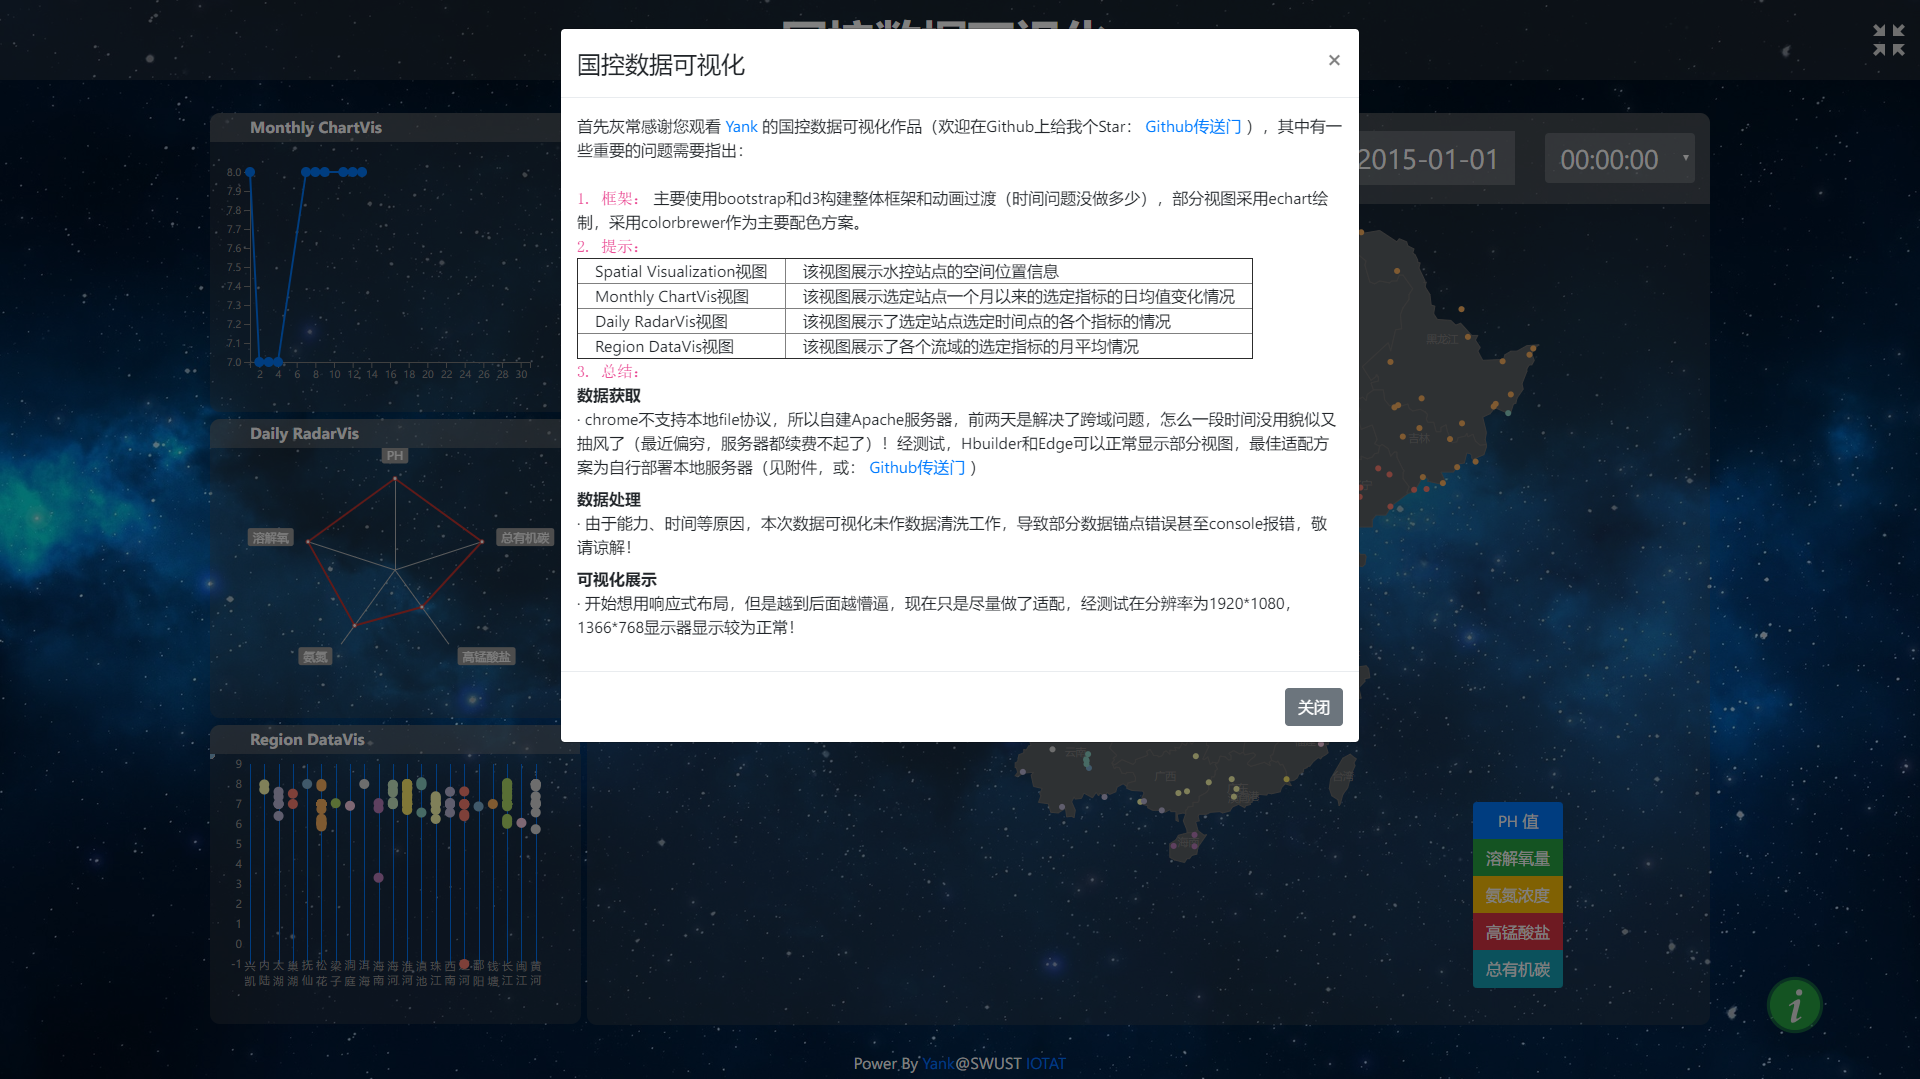 国控数据可视化
×
首先灰常感谢您观看 Yank 的国控数据可视化作品（欢迎在Github上给我个Star： Github传送门 ），其中有一
些重要的问题需要指出：
1. 框架： 主要使用bootstrap和d3构建整体框架和动画过渡（时间问题没做多少），部分视图采用echart绘
制，采用colorbrewer作为主要配色方案。
2. 提示：
Spatial Visualization视图 该视图展示水控站点的空间位置信息
Monthly ChartVis视图 该视图展示选定站点一个月以来的选定指标的日均值变化情况
Daily RadarVis视图 该视图展示了选定站点选定时间点的各个指标的情况
Region DataVis视图 该视图展示了各个流域的选定指标的月平均情况
3. 总结：
数据获取
· chrome不支持本地file协议，所以自建Apache服务器，前两天是解决了跨域问题，怎么一段时间没用貌似又
抽风了（最近偏穷，服务器都续费不起了）！经测试，Hbuilder和Edge可以正常显示部分视图，最佳适配方
案为自行部署本地服务器（见附件，或： Github传送门 ）
数据处理
· 由于能力、时间等原因，本次数据可视化未作数据清洗工作，导致部分数据锚点错误甚至console报错，敬
请谅解！
可视化展示
· 开始想用响应式布局，但是越到后面越懵逼，现在只是尽量做了适配，经测试在分辨率为1920*1080，
1366*768显示器显示较为正常！
关闭
Monthly ChartVis
8.0
7.9
7.8
7.7
7.6
7.5
7.4
7.3
7.2
7.1
7.0
2 4 6 8 10 12 14 16 18 20 22 24 26 28 30
Daily RadarVis
PH
溶解氧
总有机碳
氨氮
高锰酸盐
Region DataVis
9
8
7
6
5
4
3
2
1
0
-1
兴凯 内陆 太湖 巢湖 抚仙 松花 梁子 洞庭 洱海 海南 海河 淮河 滇池 珠江 西南 河 鄱阳 钱塘 长江 闽江 黄河
2015-01-01
00:00:00
黑龙江
吉林
云南
广西
海南
台湾
PH 值
溶解氧量
氨氮浓度
高锰酸盐
总有机碳
i
Power By Yank@SWUST IOTAT